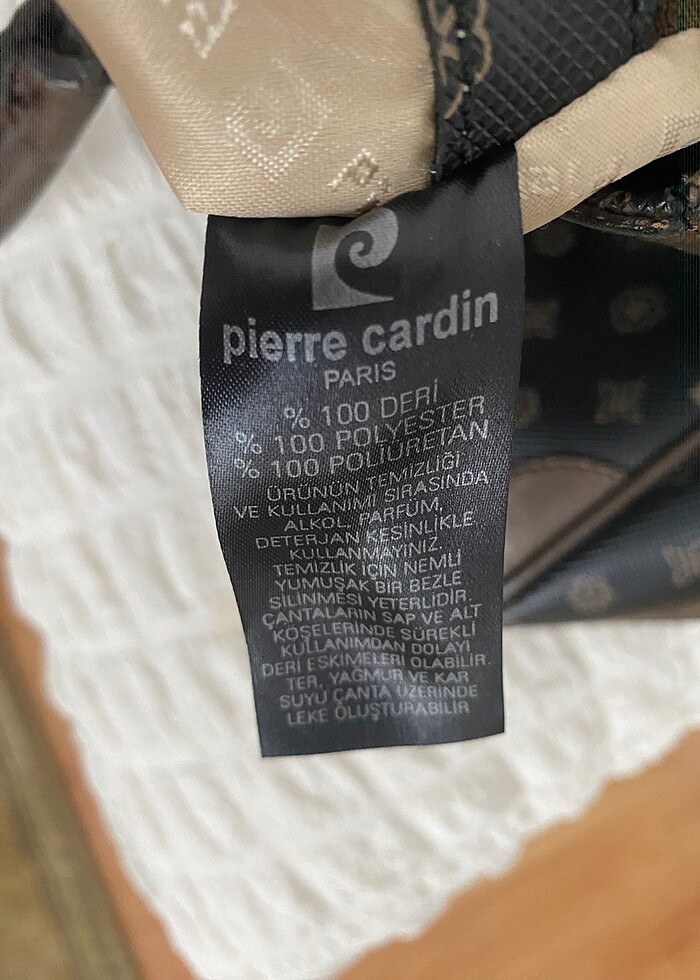 pierre cardin
PARIS
% 100 DERİ
% 100 POLYESTER
% 100 POLİURETAN
ÜRÜNÜN TEMİZLİĞİ
VE KULLANIMI SIRASINDA
ALKOL, PARFÜM,
DETERJAN KESİNLİKLE
KULLANMAYINIZ.
TEMİZLİK İÇİN NEMLİ
YUMUŞAK BİR BEZLE
SİLİNMESİ YETERLİDİR.
ÇANTALARIN SAP VE ALT
KÖŞELERİNDE SÜREKLİ
KULLANIMDAN DOLAYI
DERİ ESKİMELERİ OLABİLİR.
TER, YAĞMUR VE KAR
SUYU ÇANTA ÜZERİNDE
LEKE OLUŞTURABİLİR